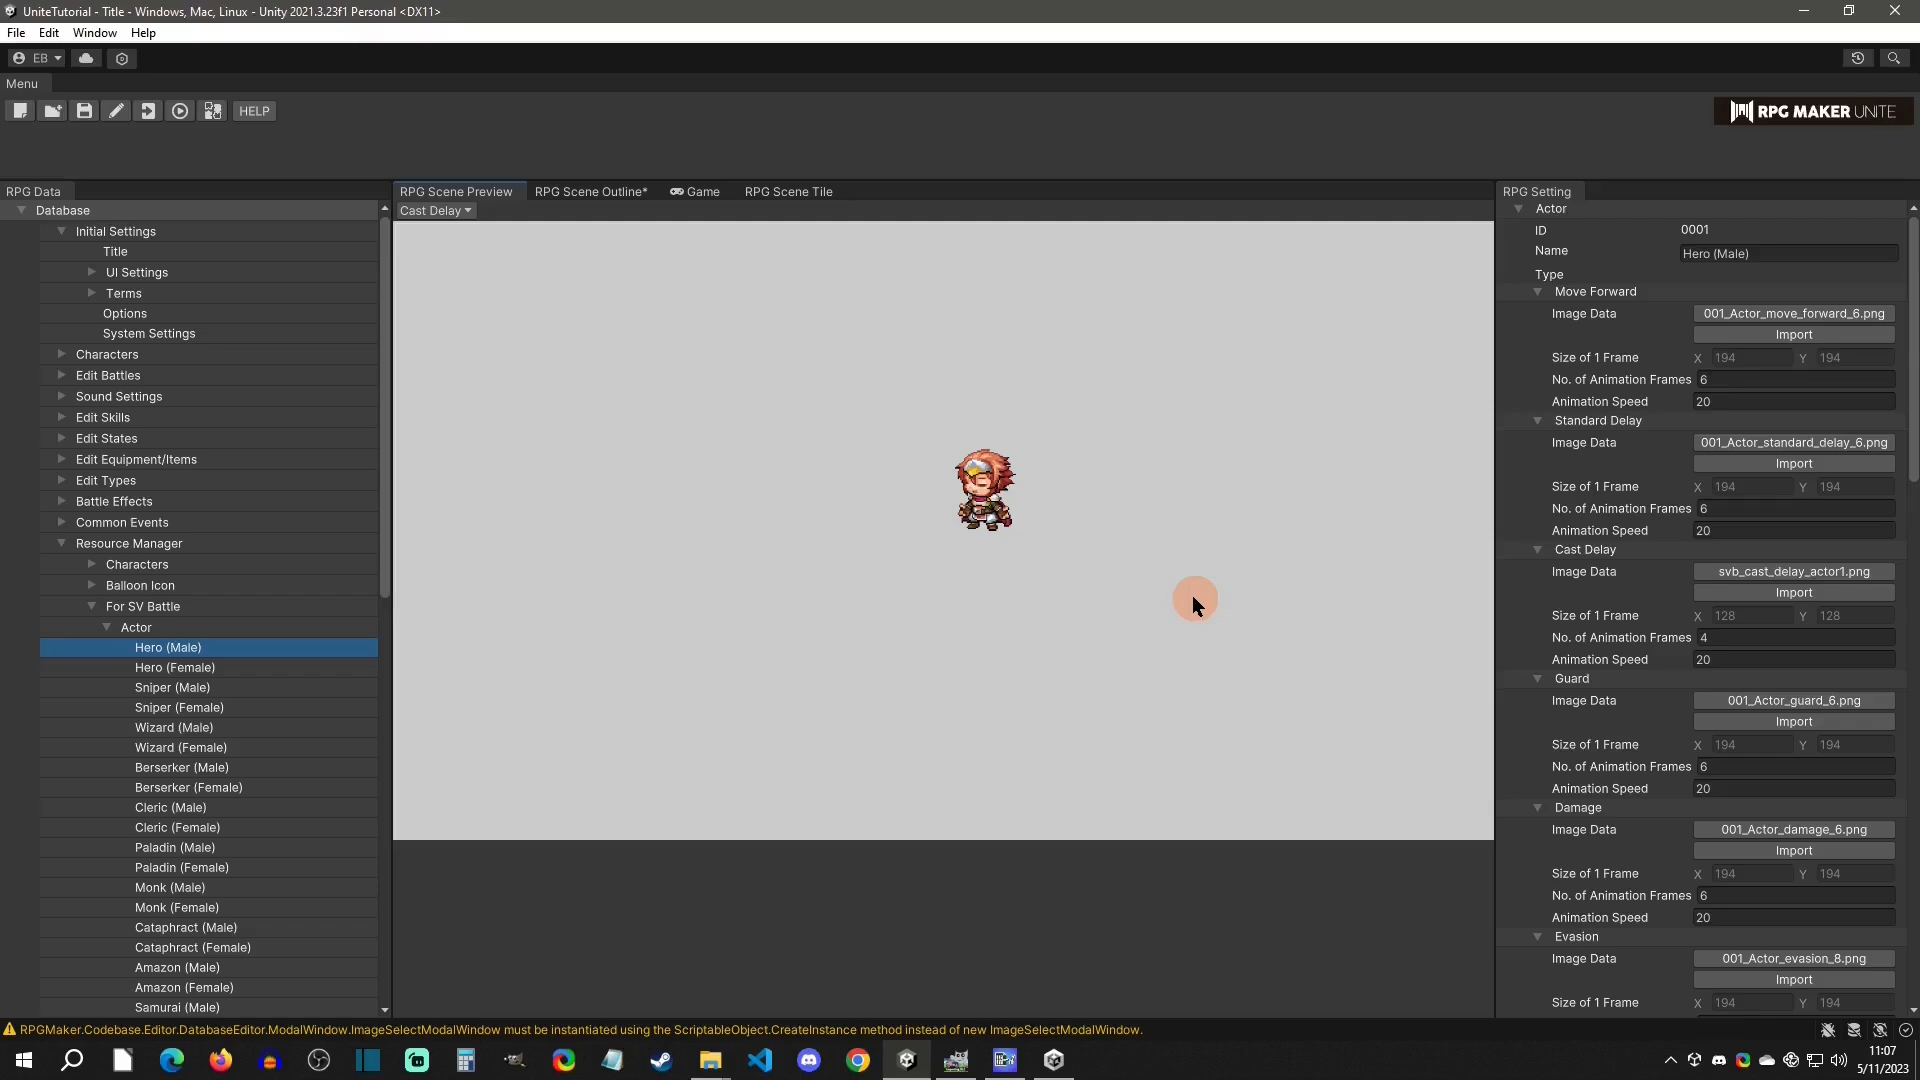 UniteTutorial - Title - Windows, Mac, Linux - Unity 2021.3.23f1 Personal <DX11>
File Edit Window Help
EB
Menu
HELP
RPG MAKER UNITE
RPG Data
RPG Scene Preview RPG Scene Outline* Game RPG Scene Tile
RPG Setting
Cast Delay
Database
Initial Settings
Title
UI Settings
Terms
Options
System Settings
Characters
Edit Battles
Sound Settings
Edit Skills
Edit States
Edit Equipment/Items
Edit Types
Battle Effects
Common Events
Resource Manager
Characters
Balloon Icon
For SV Battle
Actor
Hero (Male)
Hero (Female)
Sniper (Male)
Sniper (Female)
Wizard (Male)
Wizard (Female)
Berserker (Male)
Berserker (Female)
Cleric (Male)
Cleric (Female)
Paladin (Male)
Paladin (Female)
Monk (Male)
Monk (Female)
Cataphract (Male)
Cataphract (Female)
Amazon (Male)
Amazon (Female)
Samurai (Male)
Actor
ID 0001
Name Hero (Male)
Type
Move Forward
Image Data 001_Actor_move_forward_6.png
Import
Size of 1 Frame X 194 Y 194
No. of Animation Frames 6
Animation Speed 20
Standard Delay
Image Data 001_Actor_standard_delay_6.png
Import
Size of 1 Frame X 194 Y 194
No. of Animation Frames 6
Animation Speed 20
Cast Delay
Image Data svb_cast_delay_actor1.png
Import
Size of 1 Frame X 128 Y 128
No. of Animation Frames 4
Animation Speed 20
Guard
Image Data 001_Actor_guard_6.png
Import
Size of 1 Frame X 194 Y 194
No. of Animation Frames 6
Animation Speed 20
Damage
Image Data 001_Actor_damage_6.png
Import
Size of 1 Frame X 194 Y 194
No. of Animation Frames 6
Animation Speed 20
Evasion
Image Data 001_Actor_evasion_8.png
Import
Size of 1 Frame X 194 Y 194
RPGMaker.Codebase.Editor.DatabaseEditor.ModalWindow.ImageSelectModalWindow must be instantiated using the ScriptableObject.CreateInstance method instead of new ImageSelectModalWindow.
11:07
5/11/2023